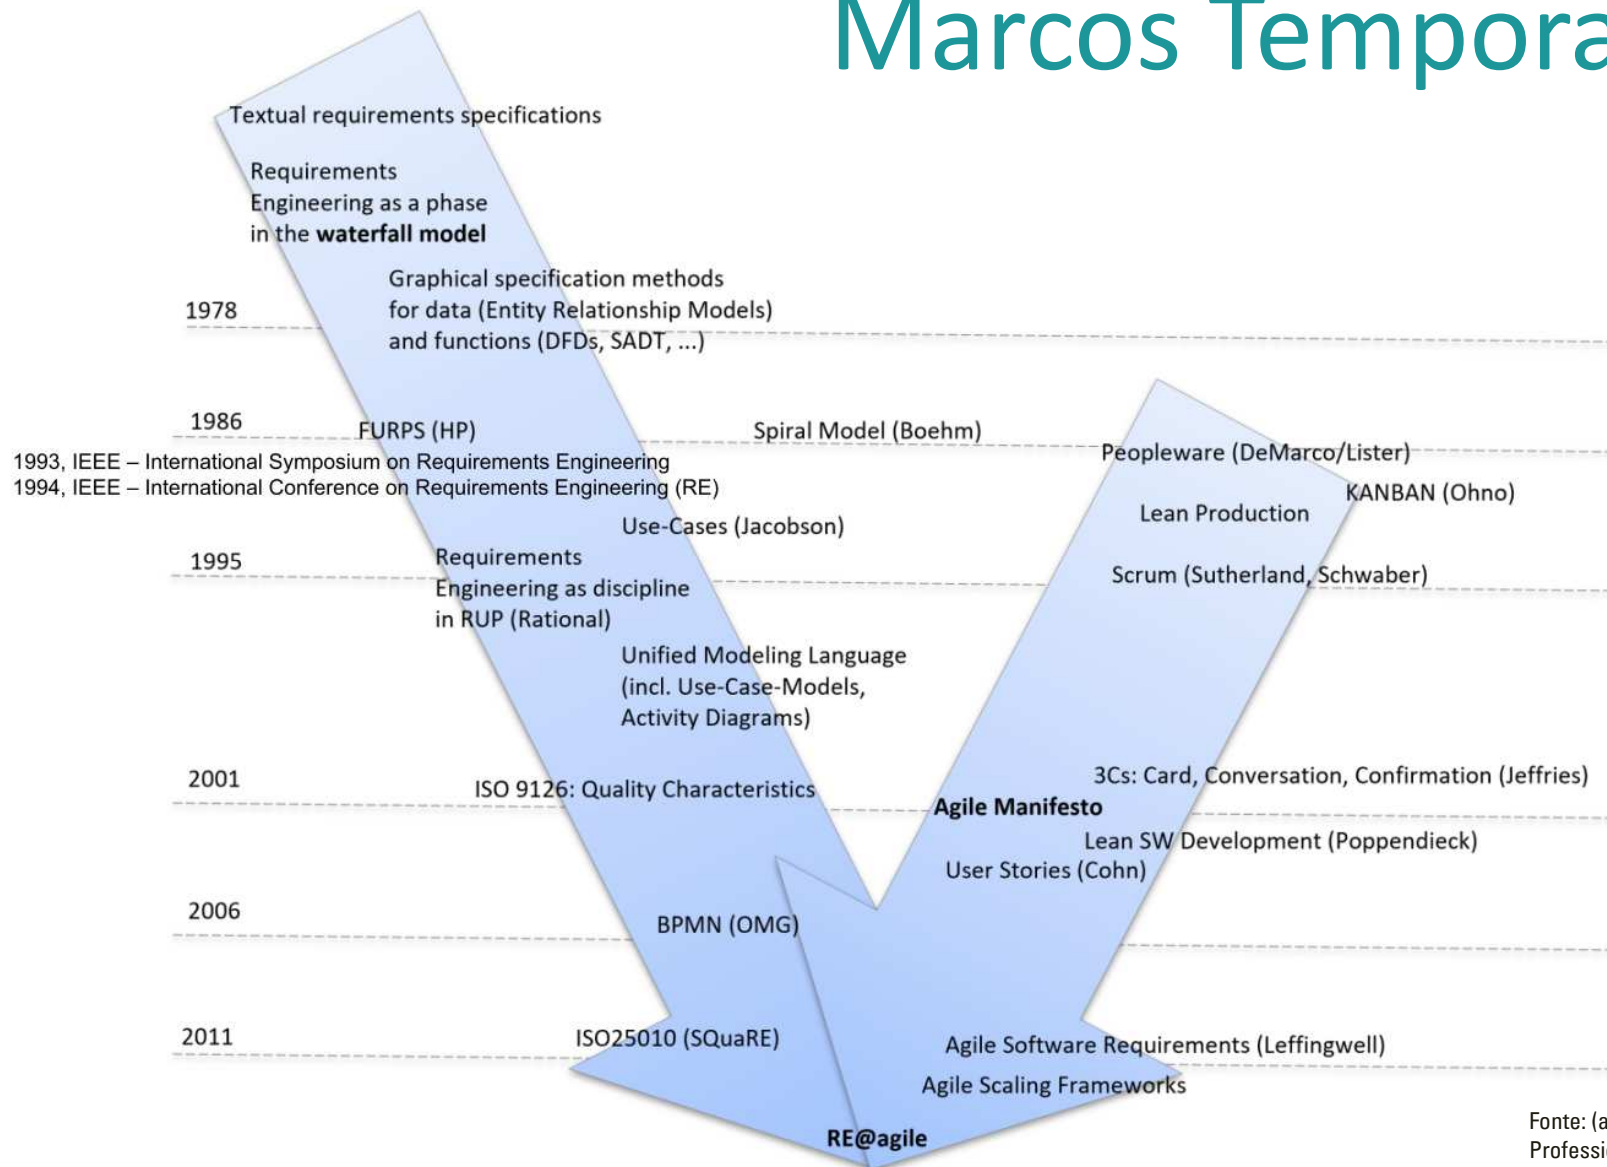 Marcos Tempora
Textual requirements specifications
Requirements
Engineering as a phase
in the waterfall model
Graphical specification methods
for data (Entity Relationship Models)
and functions (DFDs, SADT, ...)
1978
1986
FURPS (HP)
Spiral Model (Boehm)
Peopleware (DeMarco/Lister)
1993, IEEE – International Symposium on Requirements Engineering
1994, IEEE – International Conference on Requirements Engineering (RE)
KANBAN (Ohno)
Lean Production
Use-Cases (Jacobson)
1995
Requirements
Engineering as discipline
in RUP (Rational)
Scrum (Sutherland, Schwaber)
Unified Modeling Language
(incl. Use-Case-Models,
Activity Diagrams)
2001
ISO 9126: Quality Characteristics
3Cs: Card, Conversation, Confirmation (Jeffries)
Agile Manifesto
Lean SW Development (Poppendieck)
User Stories (Cohn)
2006
BPMN (OMG)
2011
ISO25010 (SQuaRE)
Agile Software Requirements (Leffingwell)
Agile Scaling Frameworks
RE@agile
Fonte: (a
Professi